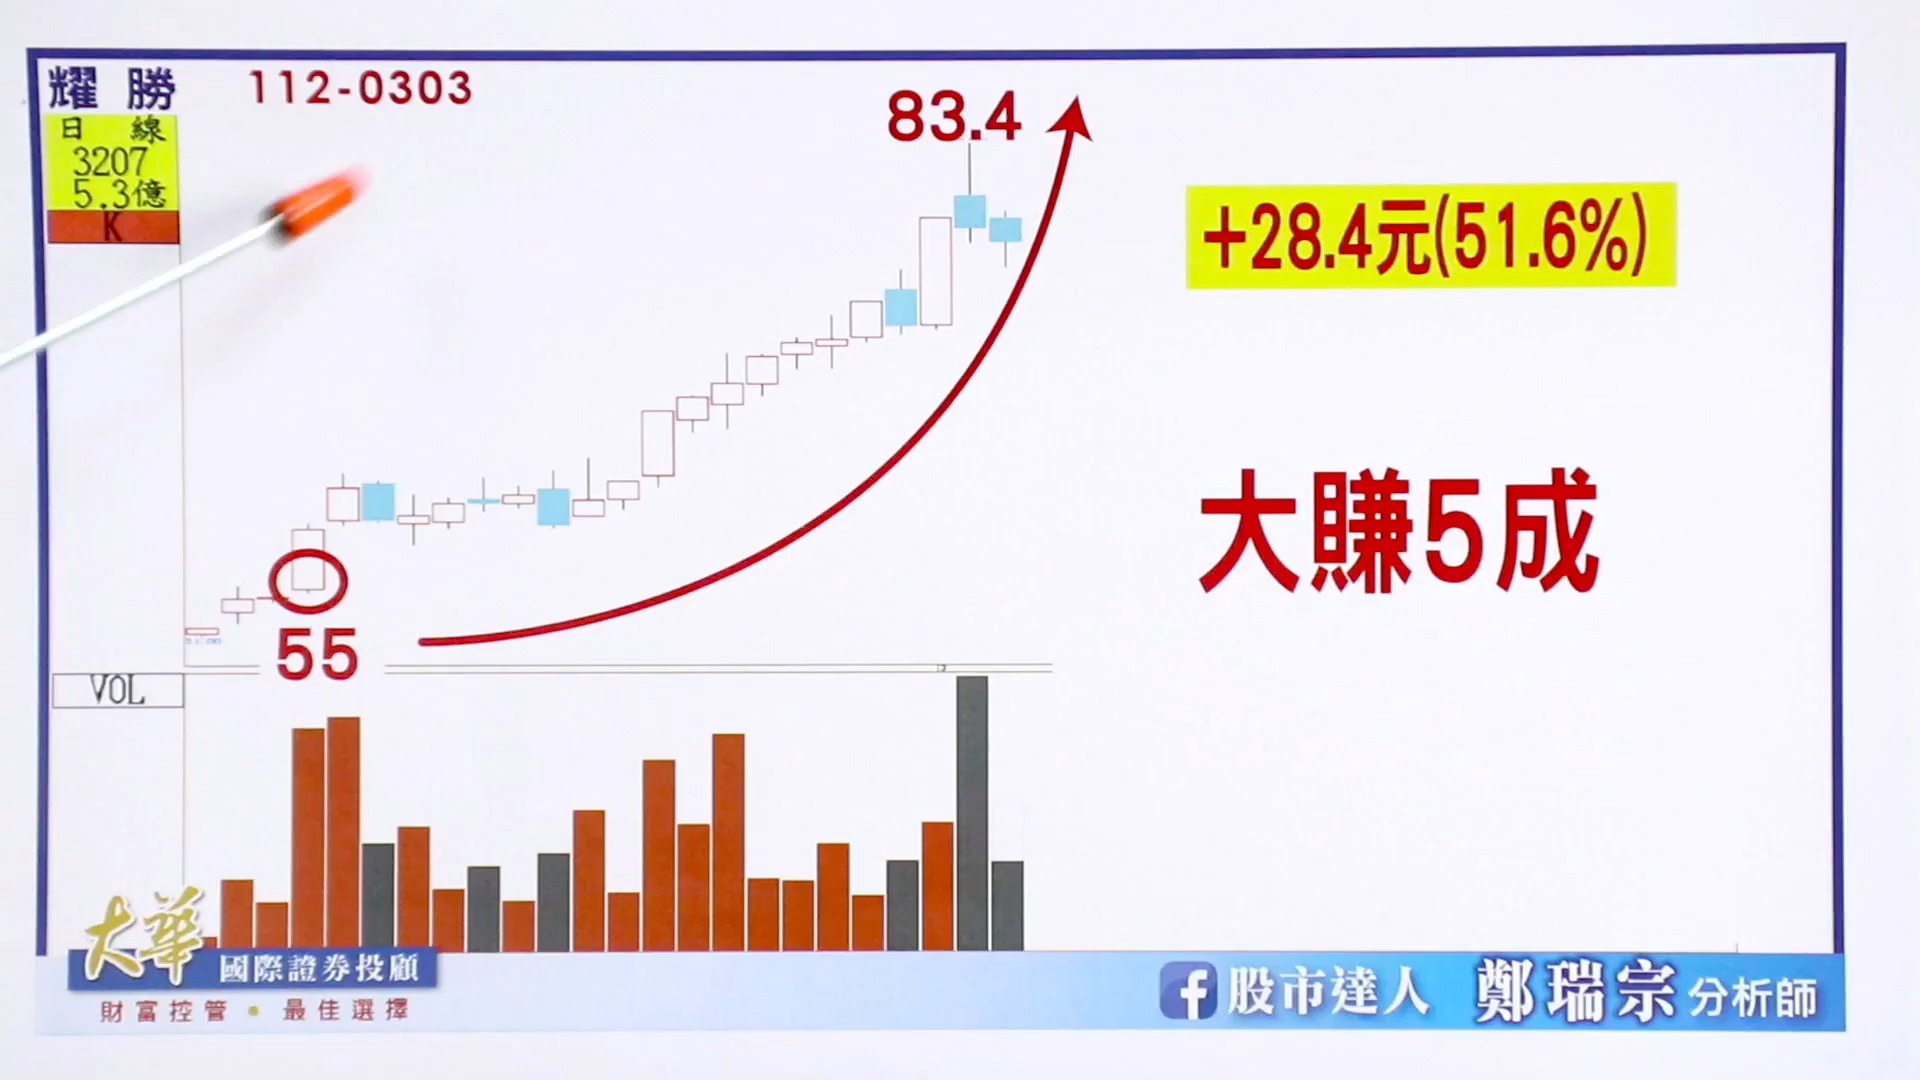 耀 勝 112-0303
日 線
3207
5.3億
K
83.4
+28.4元(51.6%)
大賺5成
55
VOL
大華 國際證券投顧
財富控管 • 最佳選擇
f 股市達人 鄭瑞宗 分析師